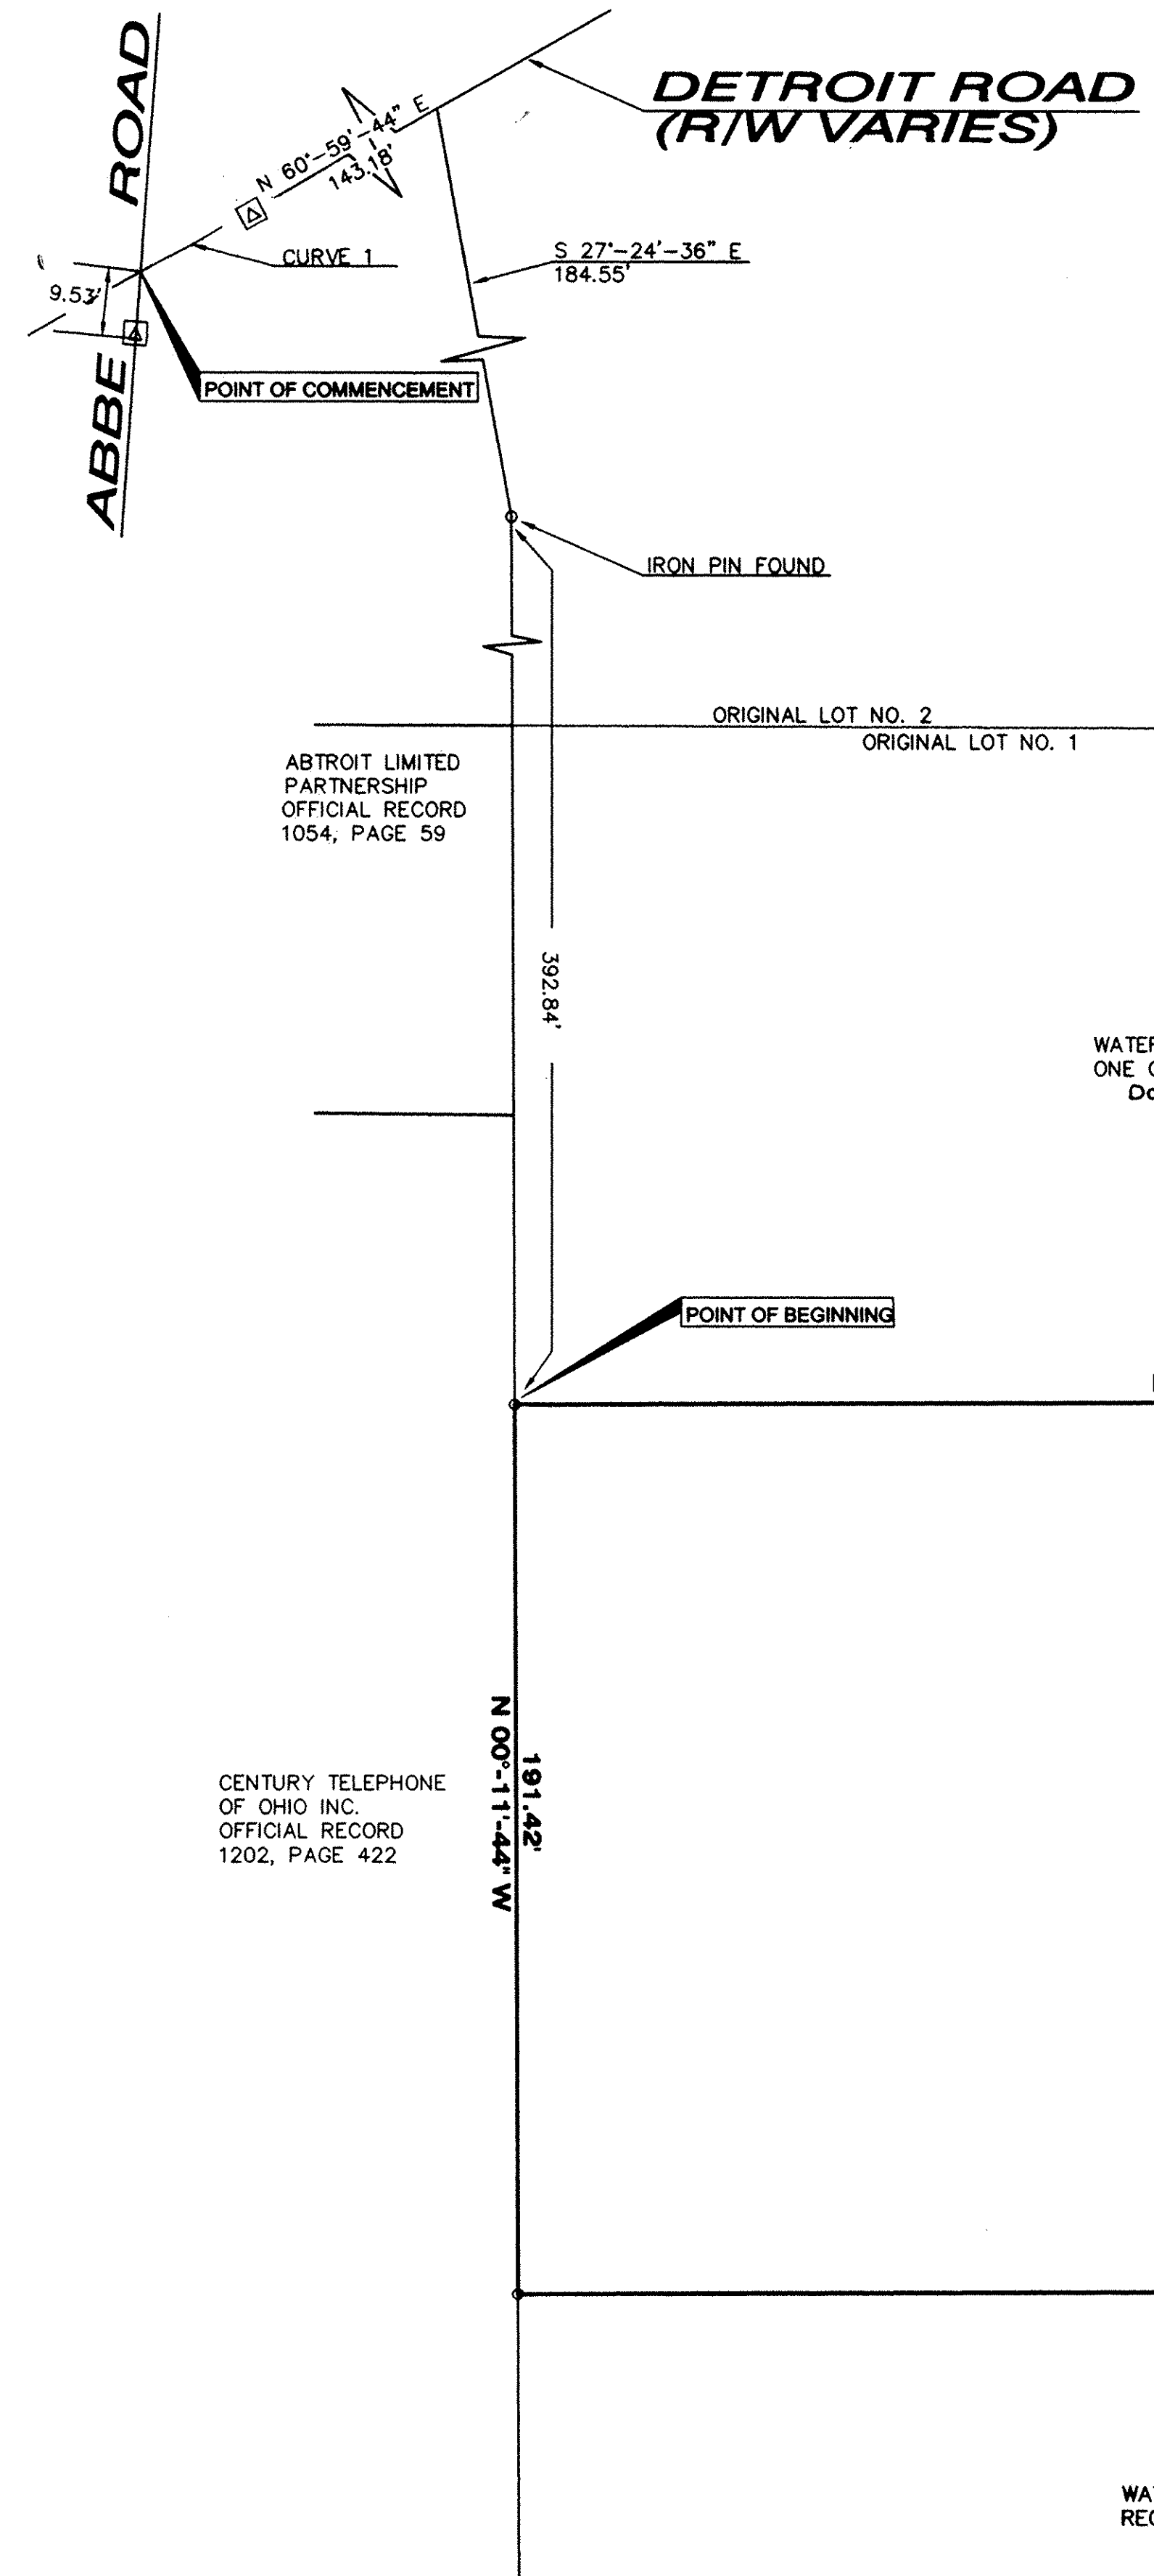 ABBE ROAD
DETROIT ROAD
(R/W VARIES)
N 60°-59'-44" E
143.18'
CURVE 1
S 27°-24'-36" E
184.55'
9.53'
POINT OF COMMENCEMENT
IRON PIN FOUND
ORIGINAL LOT NO. 2
ORIGINAL LOT NO. 1
ABTROIT LIMITED
PARTNERSHIP
OFFICIAL RECORD
1054, PAGE 59
392.84'
ONE
POINT OF BEGINNING
191.42'
N 00°-11'-44" W
CENTURY TELEPHONE
OF OHIO INC.
OFFICIAL RECORD
1202, PAGE 422